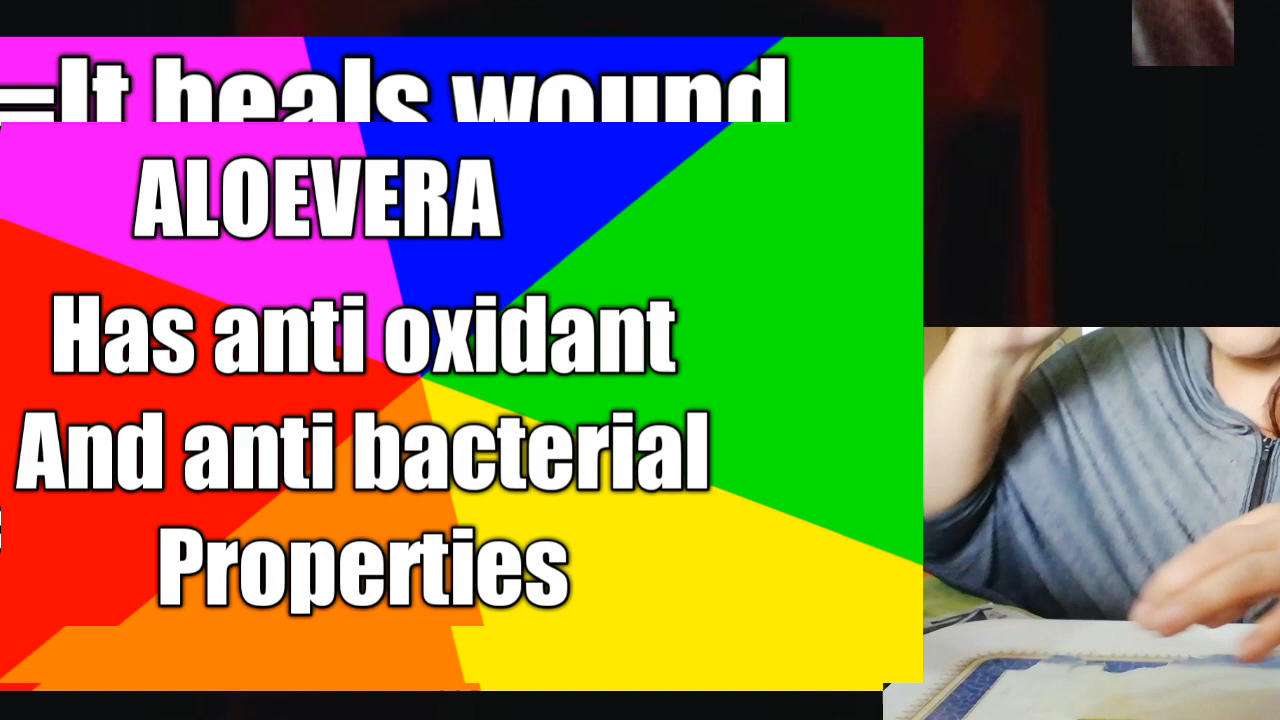 It heals wound
ALOEVERA
Has anti oxidant
And anti bacterial
Properties